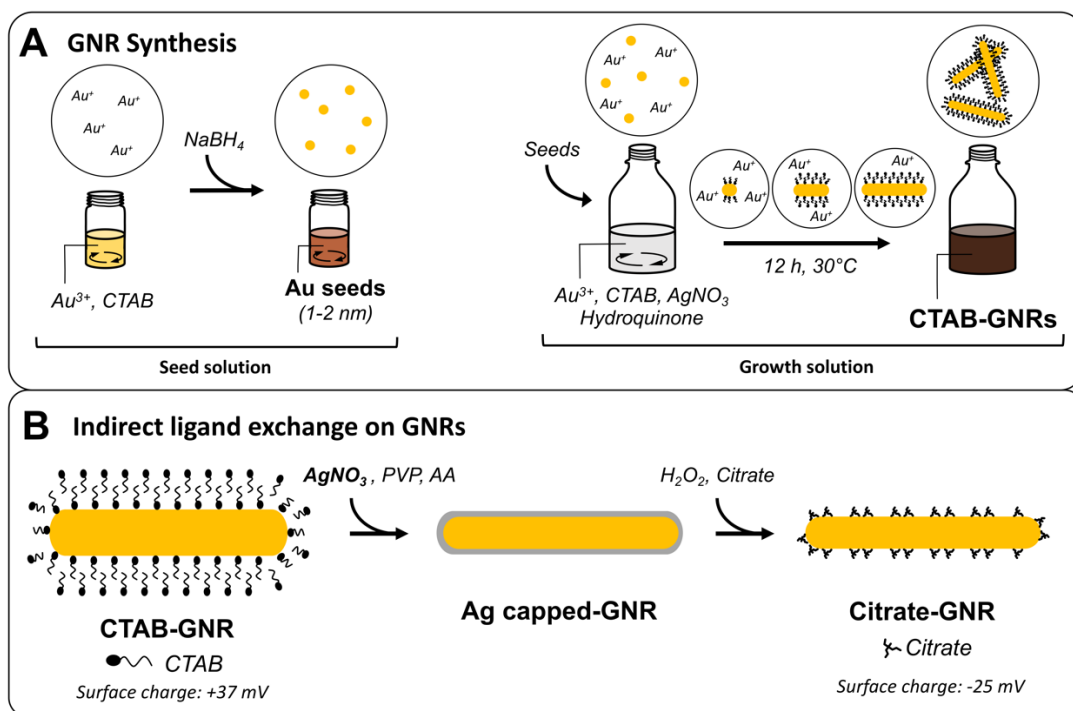 A GNR Synthesis
Au⁺
Au⁺
Au⁺
Au⁺
NaBH₄
Au³⁺, CTAB
Au seeds
(1-2 nm)
Seed solution
Au⁺
Au⁺
Au⁺
Au⁺
Seeds
Au⁺
Au⁺
Au⁺
Au⁺
Au⁺
Au⁺
12 h, 30°C
Au³⁺, CTAB, AgNO₃
Hydroquinone
CTAB-GNRs
Growth solution
B Indirect ligand exchange on GNRs
AgNO₃ , PVP, AA
H₂O₂, Citrate
CTAB-GNR
CTAB
Surface charge: +37 mV
Ag capped-GNR
Citrate-GNR
Citrate
Surface charge: -25 mV